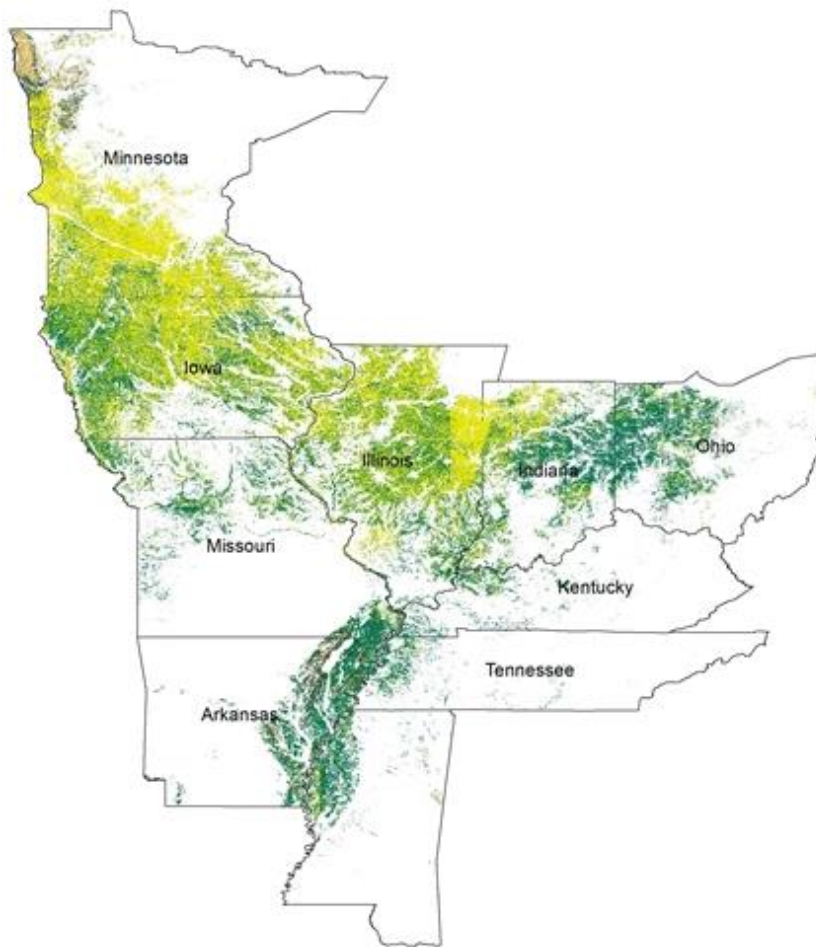 Minnesota
Iowa
Illinois
Indiana
Ohio
Missouri
Kentucky
Tennessee
Arkansas